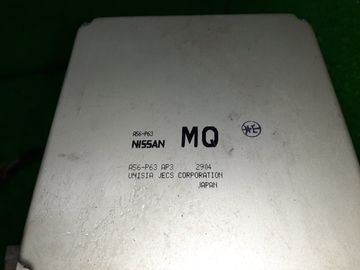 A56-P63
NISSAN MQ
A56-P63 AP3 2904
UNISIA JECS CORPORATION
JAPAN